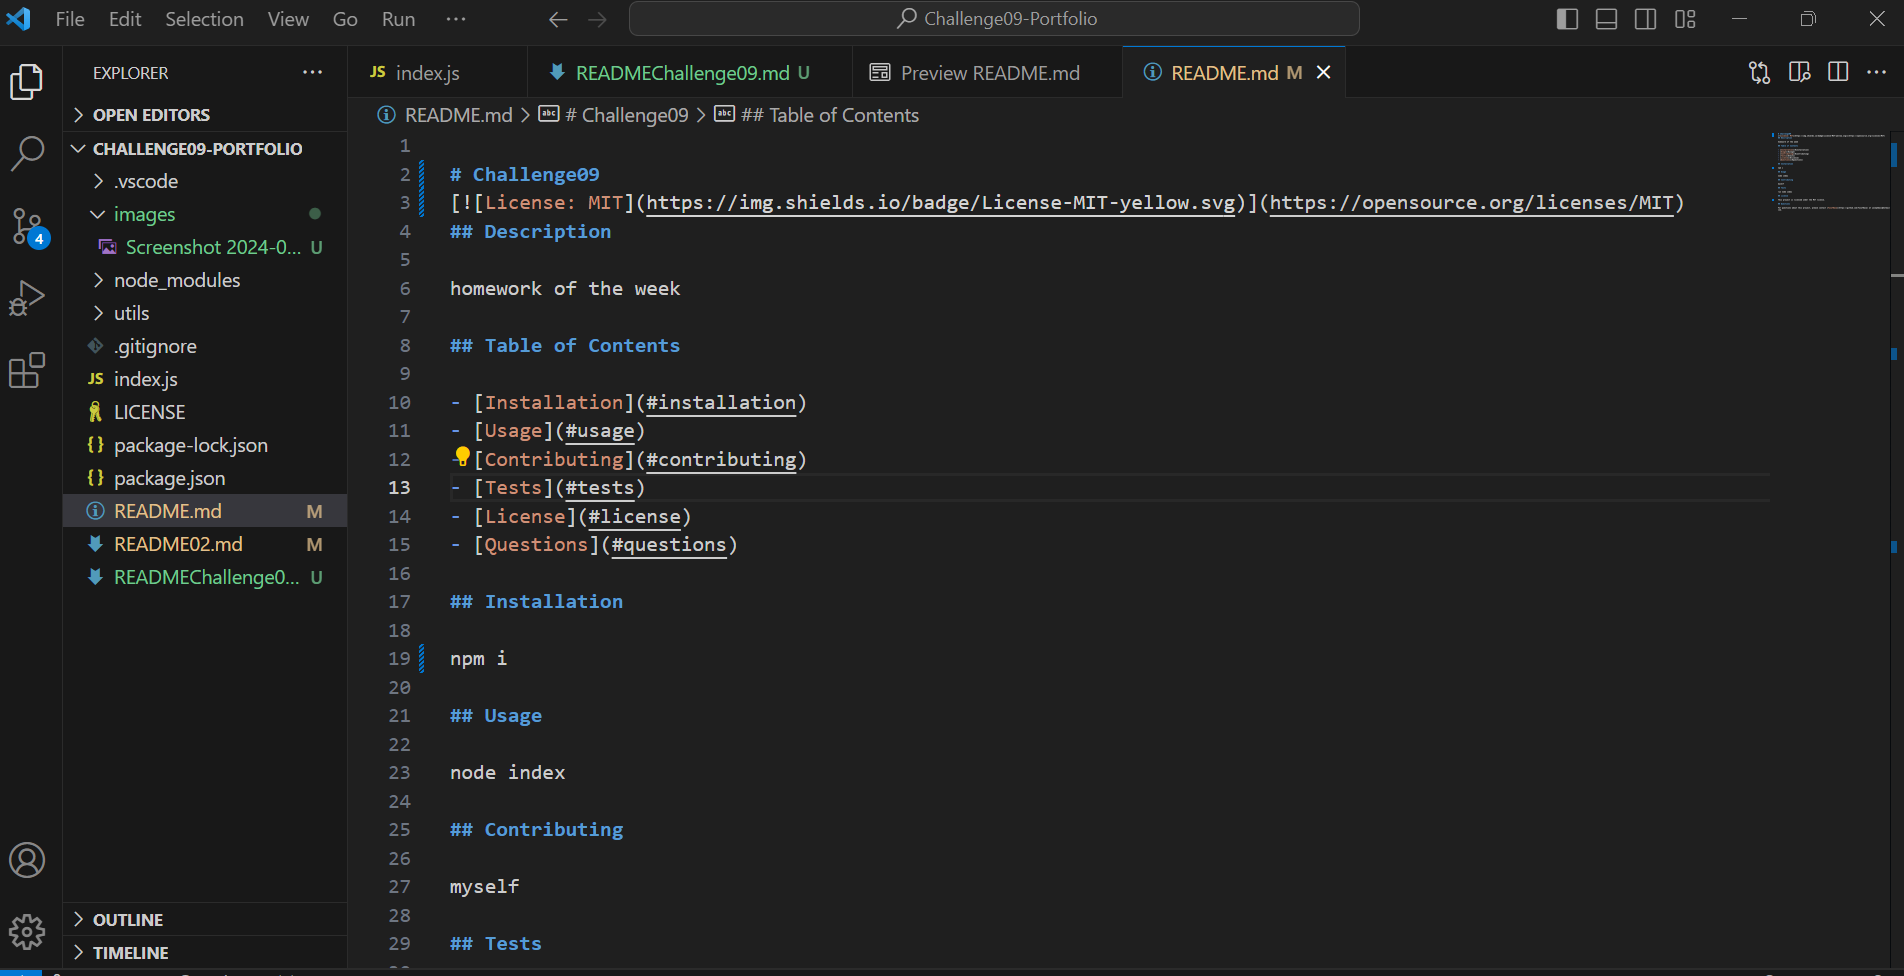 File Edit Selection View Go Run ··· Challenge09-Portfolio
EXPLORER ···
OPEN EDITORS
CHALLENGE09-PORTFOLIO
.vscode
images
Screenshot 2024-0... U
node_modules
utils
.gitignore
JS index.js
LICENSE
{} package-lock.json
{} package.json
README.md M
README02.md M
READMEChallenge0... U
OUTLINE
TIMELINE
4
JS index.js READMEChallenge09.md U Preview README.md README.md M
README.md > # Challenge09 > ## Table of Contents
1
2 # Challenge09
3 [![License: MIT](https://img.shields.io/badge/License-MIT-yellow.svg)](https://opensource.org/licenses/MIT)
4 ## Description
5
6 homework of the week
7
8 ## Table of Contents
9
10 - [Installation](#installation)
11 - [Usage](#usage)
12 - [Contributing](#contributing)
13 - [Tests](#tests)
14 - [License](#license)
15 - [Questions](#questions)
16
17 ## Installation
18
19 npm i
20
21 ## Usage
22
23 node index
24
25 ## Contributing
26
27 myself
28
29 ## Tests